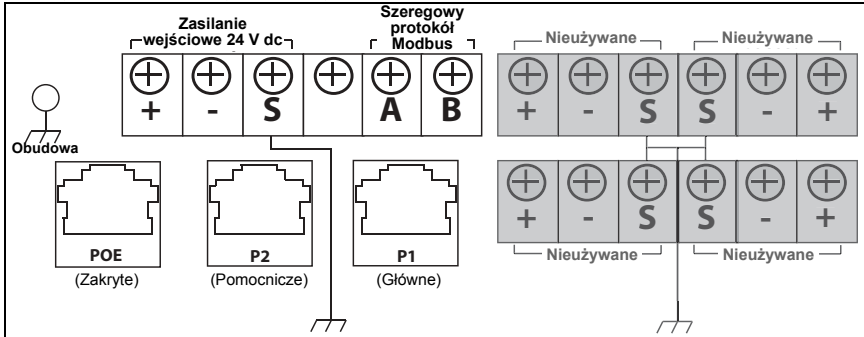 Zasilanie
wejściowe 24 V dc
Szeregowy
protokół
Modbus
Nieużywane
Nieużywane
+ - S A B
+ - S S - +
Obudowa
POE
P2
P1
(Zakryte)
(Pomocnicze)
(Główne)
+ - S S - +
Nieużywane
Nieużywane